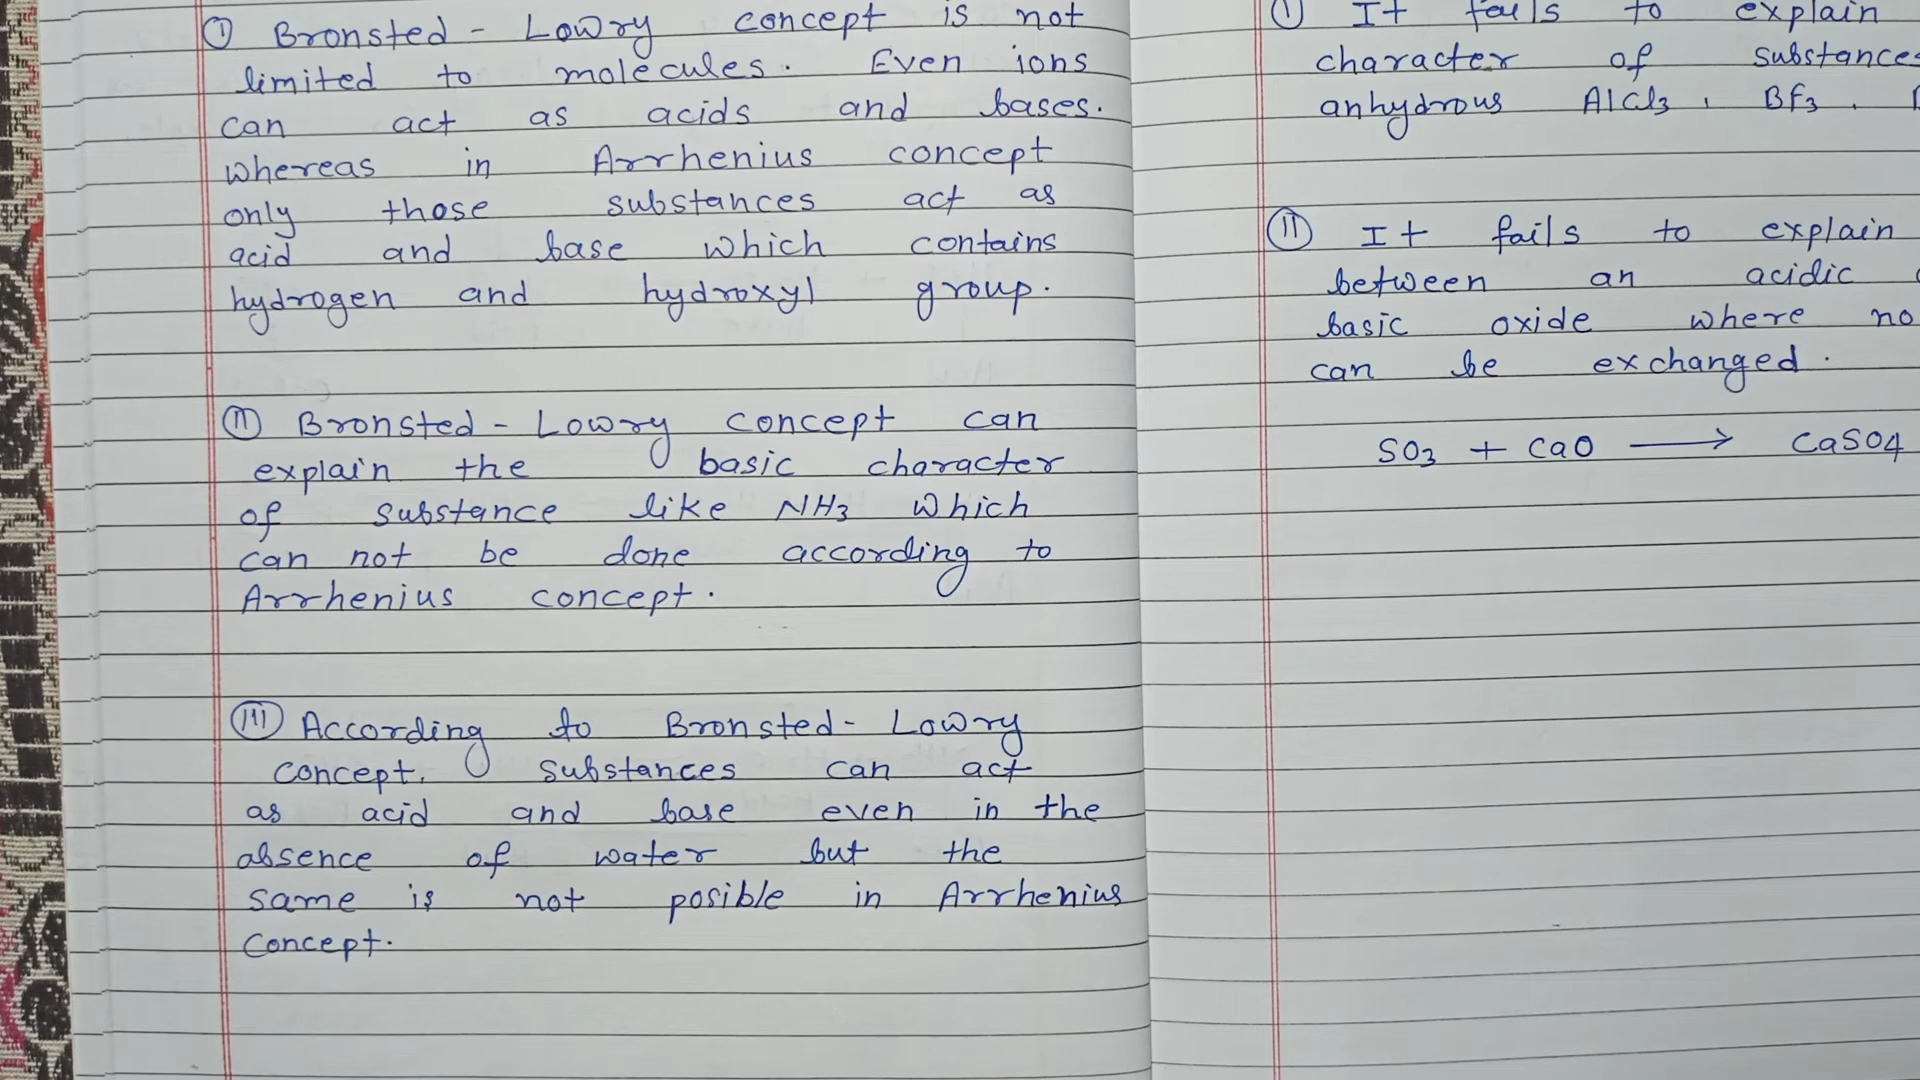 I Bronsted - Lowry concept is not
limited to molecules. Even ions
can act as acids and bases.
whereas in Arrhenius concept
only those substances act as
acid and base which contains
hydrogen and hydroxyl group.
II Bronsted - Lowry concept can
explain the basic character
of substance like NH3 which
can not be done according to
Arrhenius concept.
III According to Bronsted - Lowry
concept, substances can act
as acid and base even in the
absence of water but the
same is not posible in Arrhenius
concept.
I It fails to explain
character of substances
anhydrous AlCl3, BF3,
II It fails to explain
between an acidic
basic oxide where no
can be exchanged.
SO3 + CaO ⟶ CaSO4